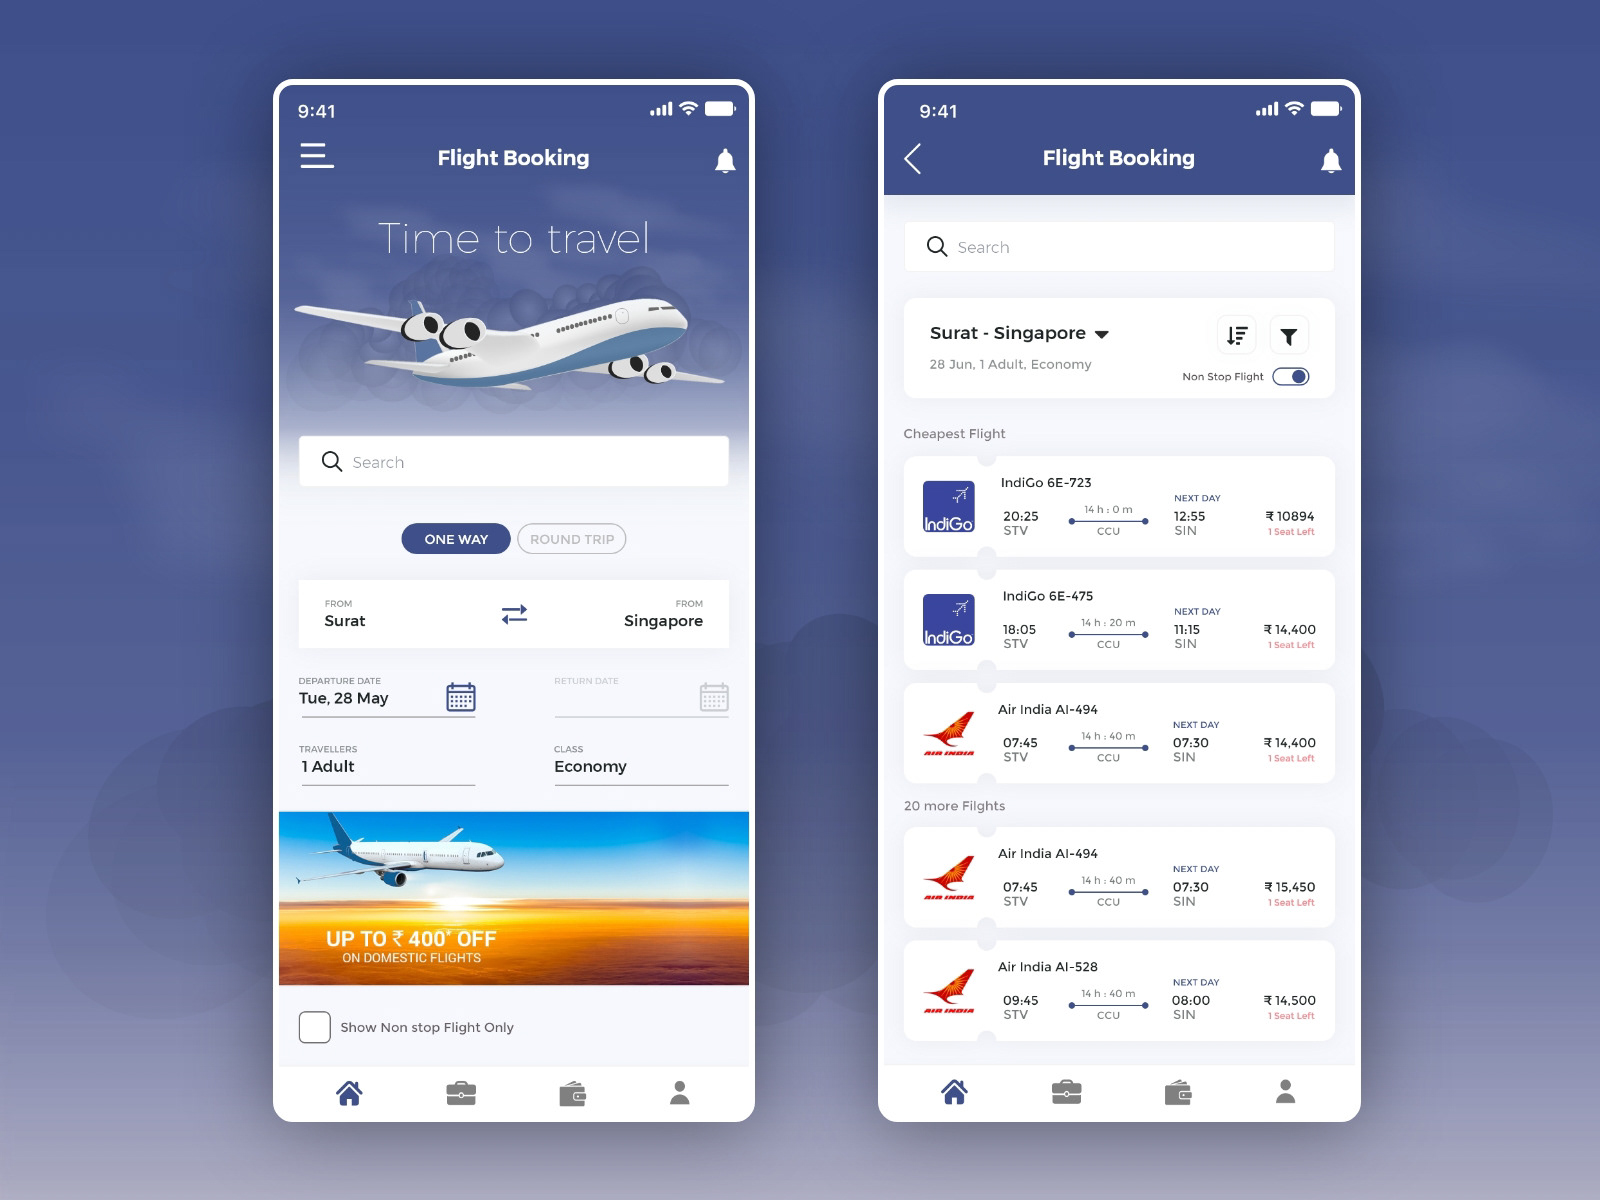 9:41
Flight Booking
Time to travel
Search
ONE WAY
ROUND TRIP
FROM
Surat
FROM
Singapore
DEPARTURE DATE
Tue, 28 May
RETURN DATE
TRAVELLERS
1 Adult
CLASS
Economy
UP TO ₹ 400* OFF
ON DOMESTIC FLIGHTS
Show Non stop Flight Only
9:41
Flight Booking
Search
Surat - Singapore
28 Jun, 1 Adult, Economy
Non Stop Flight
Cheapest Flight
IndiGo
IndiGo 6E-723
20:25
STV
14 h : 0 m
CCU
NEXT DAY
12:55
SIN
₹ 10894
1 Seat Left
IndiGo
IndiGo 6E-475
18:05
STV
14 h : 20 m
CCU
NEXT DAY
11:15
SIN
₹ 14,400
1 Seat Left
AIR INDIA
Air India AI-494
07:45
STV
14 h : 40 m
CCU
NEXT DAY
07:30
SIN
₹ 14,400
1 Seat Left
20 more Flights
AIR INDIA
Air India AI-494
07:45
STV
14 h : 40 m
CCU
NEXT DAY
07:30
SIN
₹ 15,450
1 Seat Left
AIR INDIA
Air India AI-528
09:45
STV
14 h : 40 m
CCU
NEXT DAY
08:00
SIN
₹ 14,500
1 Seat Left